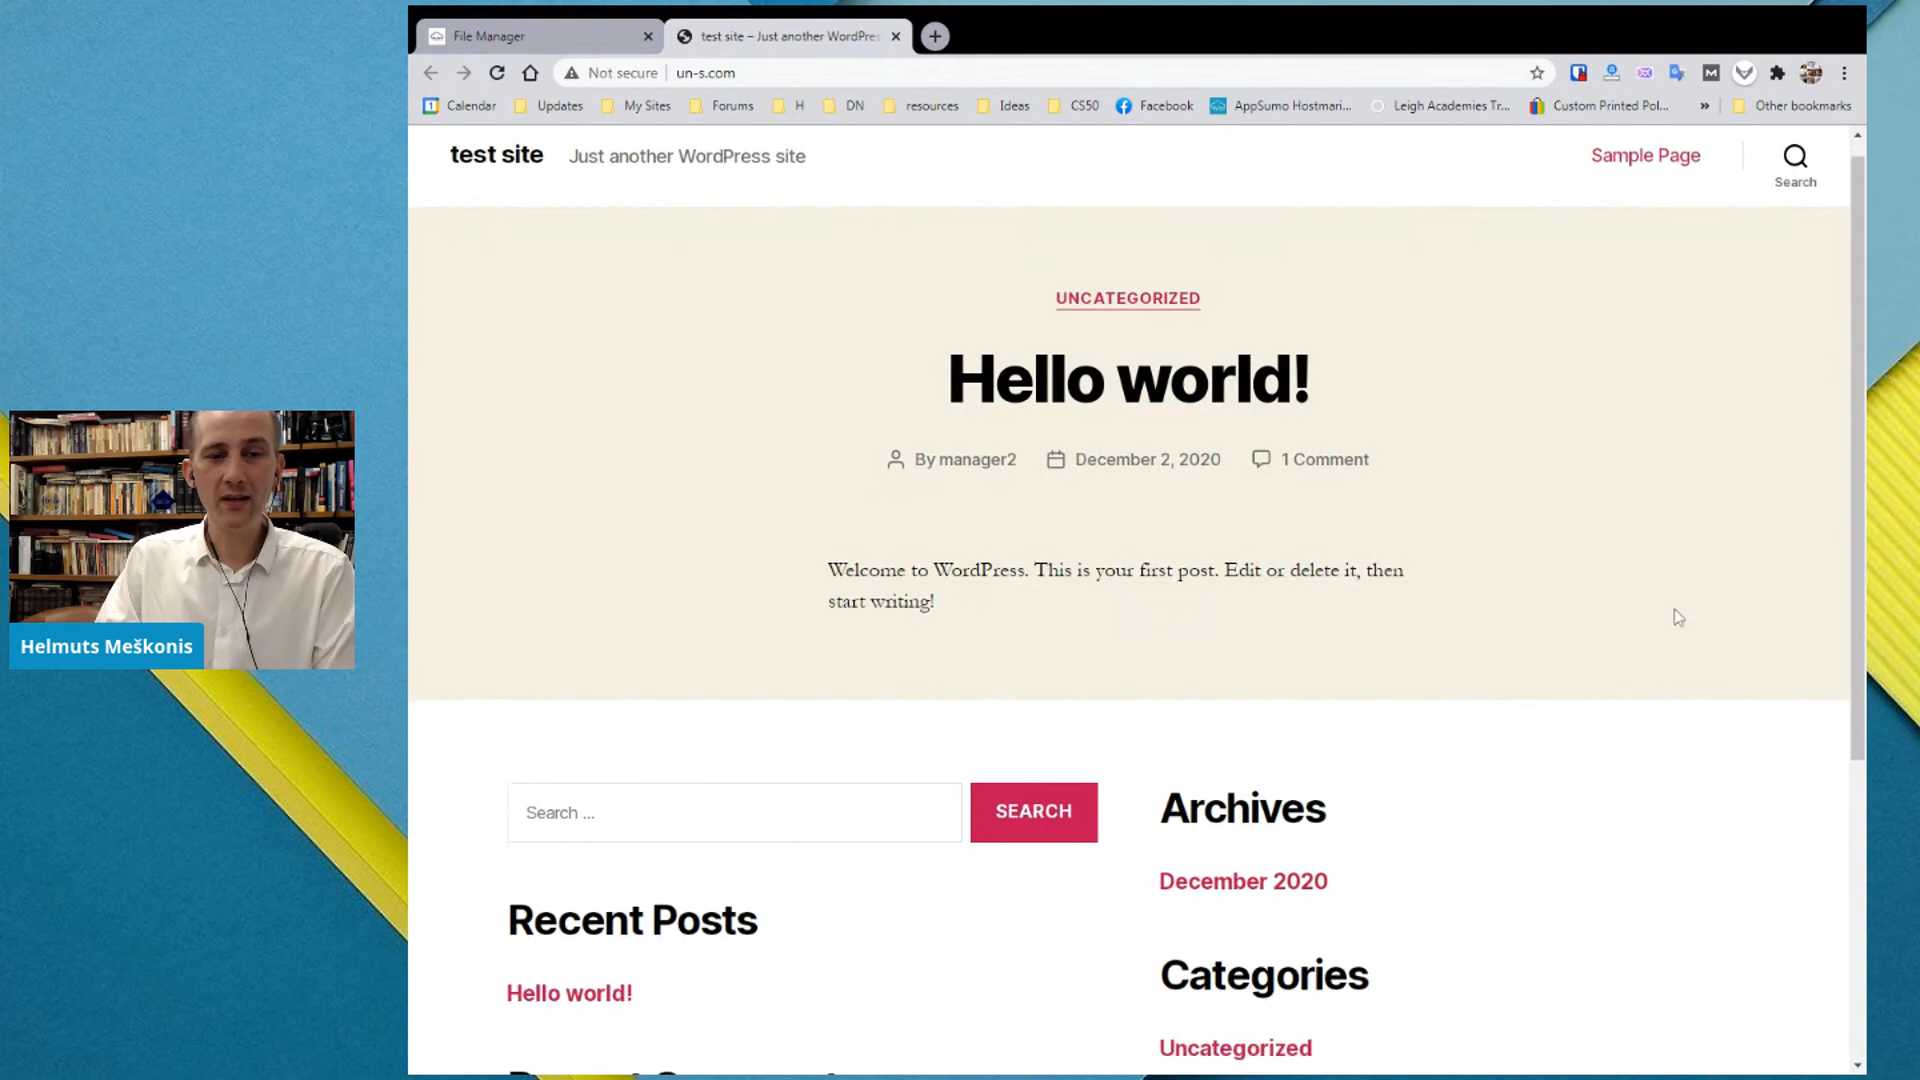 File Manager
test site – Just another WordPres
Not secure
un-s.com
M
1 Calendar
Updates
My Sites
Forums
H
DN
resources
Ideas
CS50
Facebook
AppSumo Hostmari...
Leigh Academies Tr...
Custom Printed Pol...
»
Other bookmarks
test site
Just another WordPress site
Sample Page
Search
UNCATEGORIZED
Hello world!
By manager2
December 2, 2020
1 Comment
Welcome to WordPress. This is your first post. Edit or delete it, then
start writing!
Helmuts Meškonis
Search ...
SEARCH
Archives
December 2020
Recent Posts
Hello world!
Categories
Uncategorized